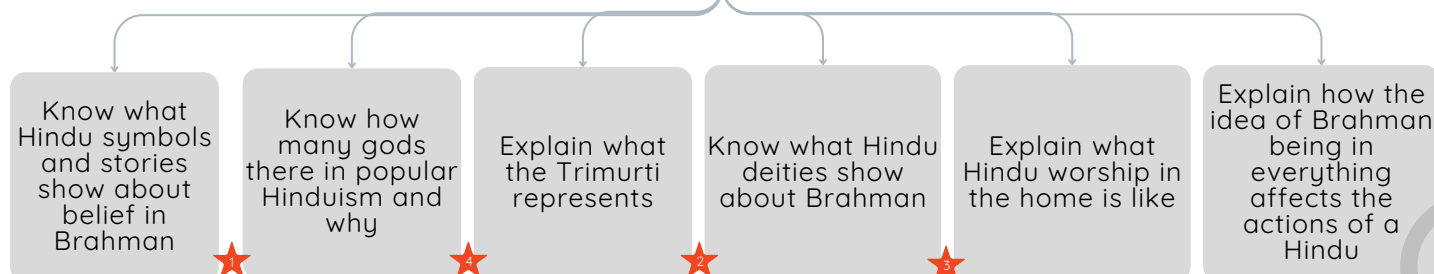 Know what
Hindu symbols
and stories
show about
belief in
Brahman
1
Know how
many gods
there in popular
Hinduism and
why
4
Explain what
the Trimurti
represents
2
Know what Hindu
deities show
about Brahman
3
Explain what
Hindu worship in
the home is like
Explain how the
idea of Brahman
being in
everything
affects the
actions of a
Hindu